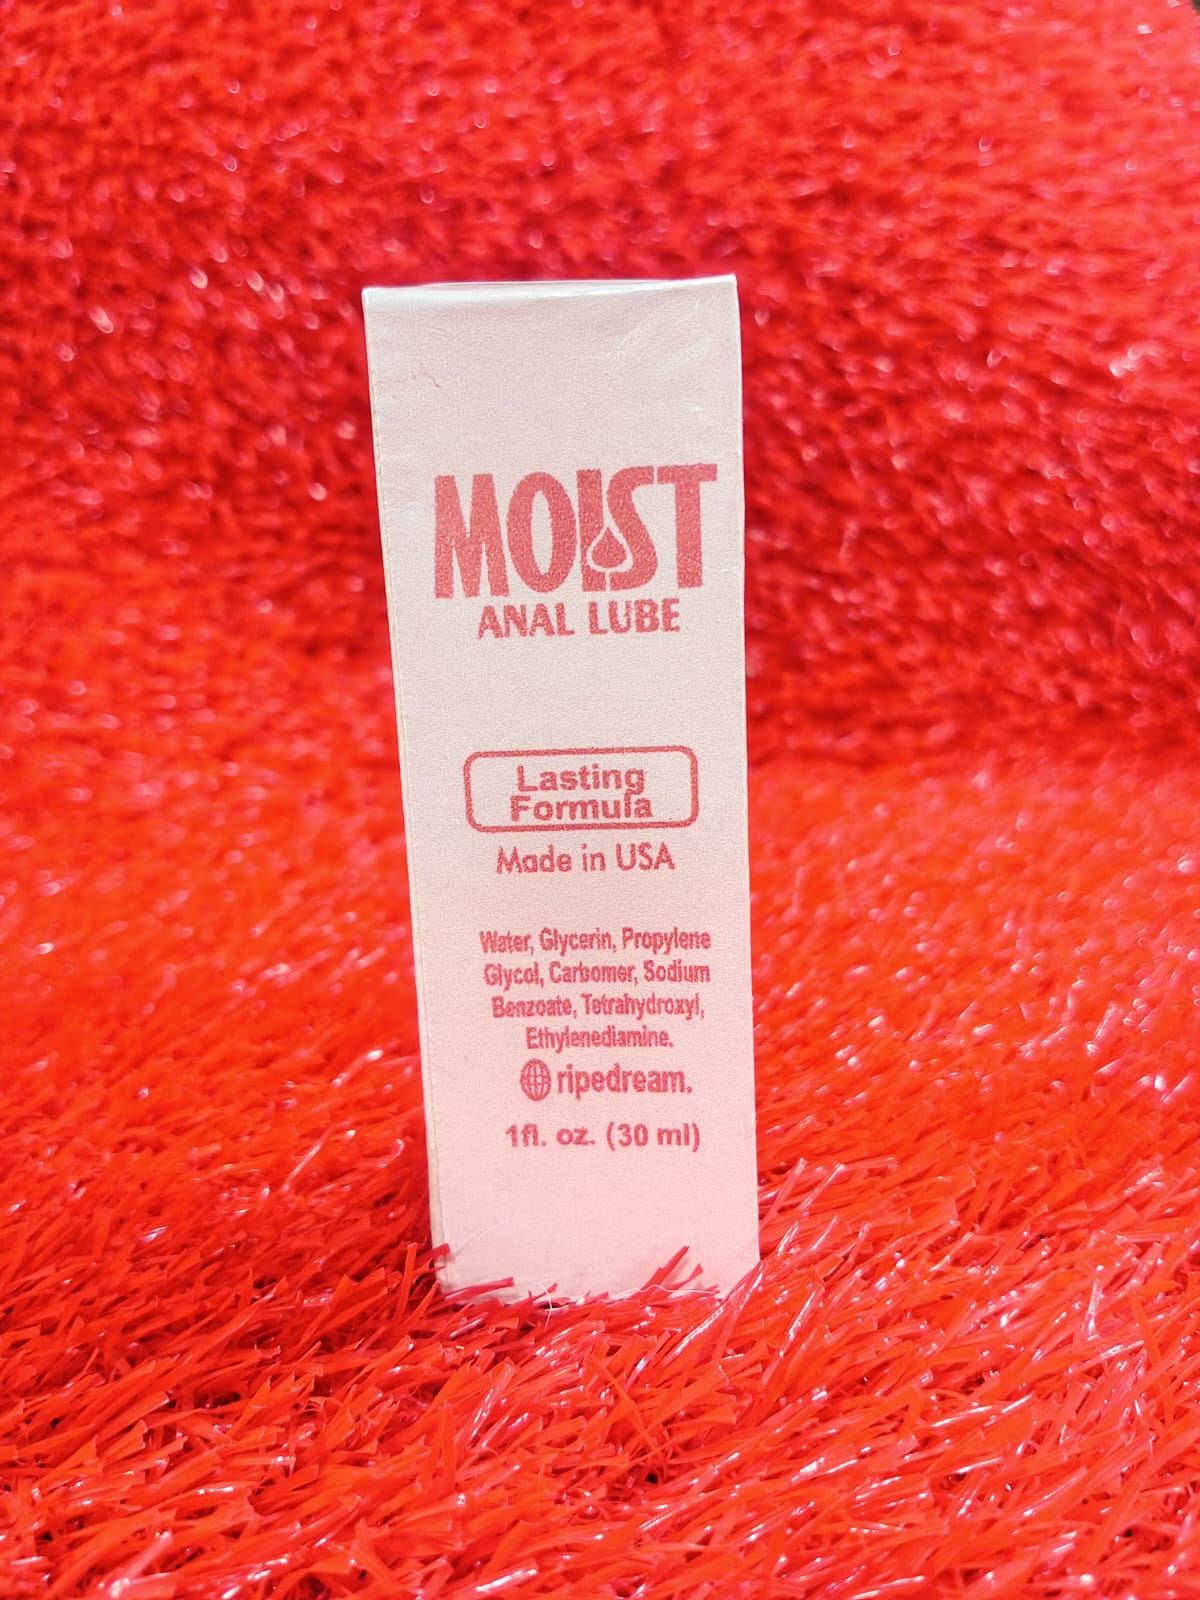 MOIST
ANAL LUBE
Lasting
Formula
Made in USA
Water, Glycerin, Propylene
Glycol, Carbomer, Sodium
Benzoate, Tetrahydroxyl,
Ethylenediamine.
ripedream.
1fl. oz. (30 ml)